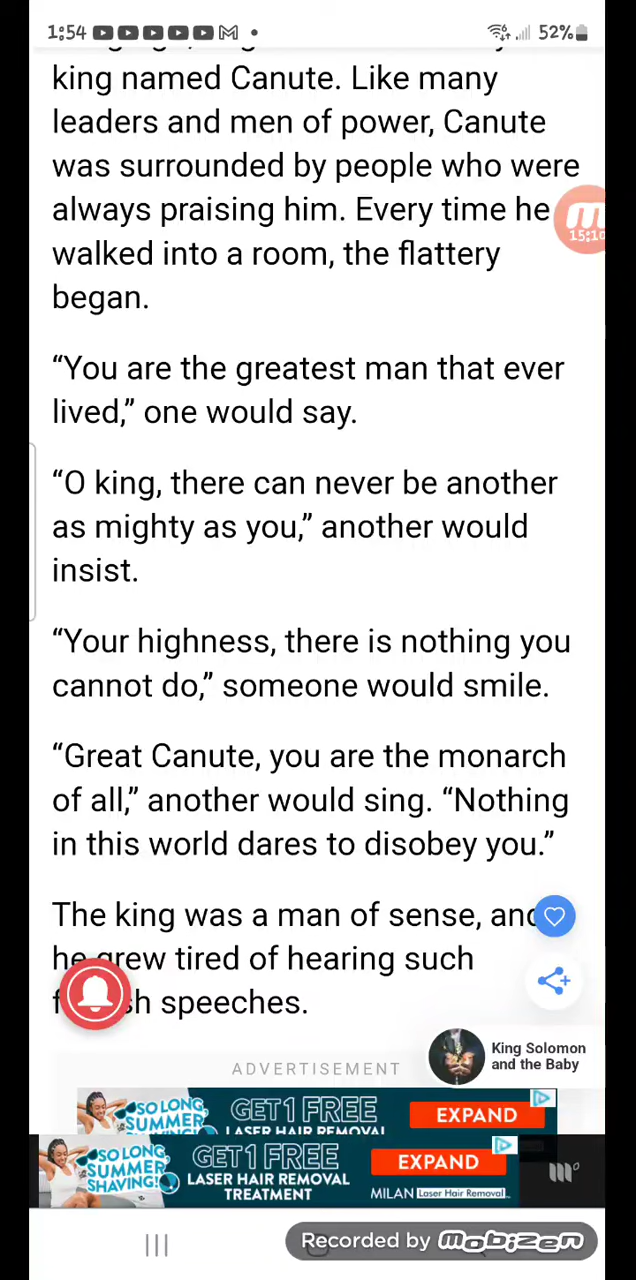 1:54
52%
king named Canute. Like many
leaders and men of power, Canute
was surrounded by people who were
always praising him. Every time he
15:10
walked into a room, the flattery
began.
“You are the greatest man that ever
lived,” one would say.
“O king, there can never be another
as mighty as you,” another would
insist.
“Your highness, there is nothing you
cannot do,” someone would smile.
“Great Canute, you are the monarch
of all,” another would sing. “Nothing
in this world dares to disobey you.”
The king was a man of sense, and
he grew tired of hearing such
speeches.
King Solomon
and the Baby
ADVERTISEMENT
SO LONG,
SUMMER
GET 1 FREE
LASER HAIR REMOVAL
EXPAND
SO LONG,
SUMMER
SHAVING!
GET 1 FREE
LASER HAIR REMOVAL
TREATMENT
EXPAND
MILAN Laser Hair Removal
Recorded by mobizen